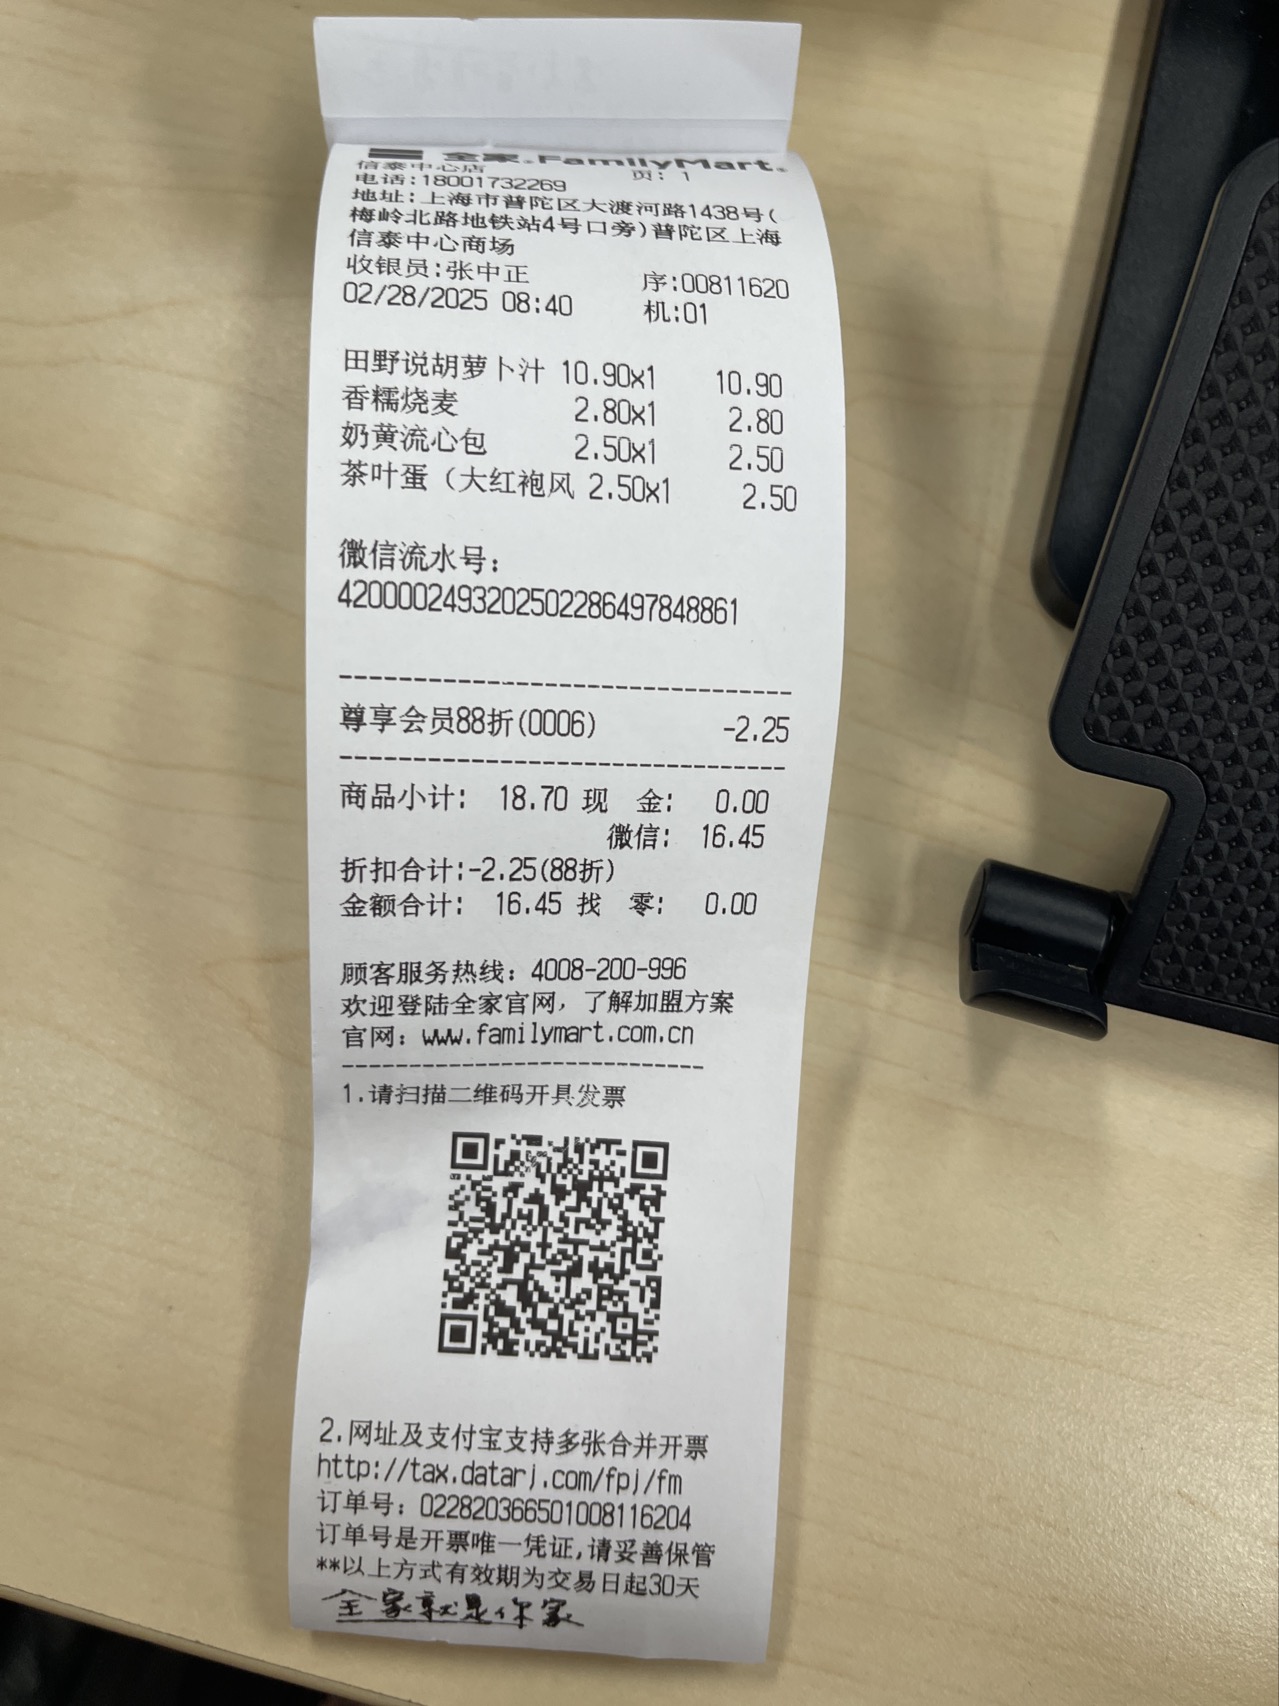 全家FamilyMart
信泰中心店 页: 1
电话:18001732269
地址:上海市普陀区大渡河路1438号(
梅岭北路地铁站4号口旁)普陀区上海
信泰中心商场
收银员:张中正 序:00811620
02/28/2025 08:40 机:01
田野说胡萝卜汁 10.90x1 10.90
香糯烧麦 2.80x1 2.80
奶黄流心包 2.50x1 2.50
茶叶蛋（大红袍风 2.50x1 2.50
微信流水号:
4200002493202502286497848861
尊享会员88折(0006) -2.25
商品小计: 18.70 现 金: 0.00
微信: 16.45
折扣合计:-2.25(88折)
金额合计: 16.45 找 零: 0.00
顾客服务热线: 4008-200-996
欢迎登陆全家官网, 了解加盟方案
官网: www.familymart.com.cn
1.请扫描二维码开具发票
2.网址及支付宝支持多张合并开票
http://tax.datarj.com/fpj/fm
订单号: 0228203665010081 16204
订单号是开票唯一凭证,请妥善保管
**以上方式有效期为交易日起30天
全家就是你家